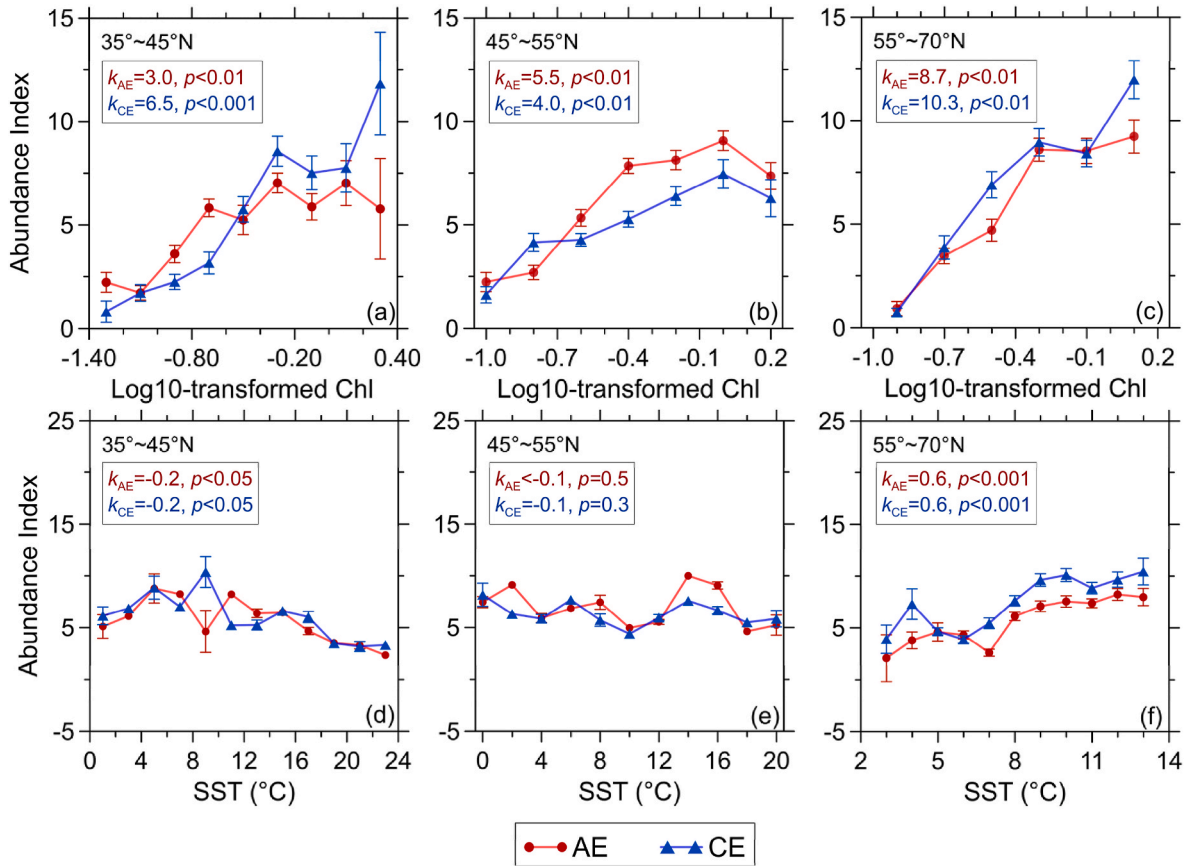 15
10
5
0
Abundance Index
35°~45°N
kAE=3.0, p<0.01
kCE=6.5, p<0.001
(a)
-1.40 -0.80 -0.20 0.40
Log10-transformed Chl
15
10
5
0
45°~55°N
kAE=5.5, p<0.01
kCE=4.0, p<0.01
(b)
-1.0 -0.7 -0.4 -0.1 0.2
Log10-transformed Chl
15
10
5
0
55°~70°N
kAE=8.7, p<0.01
kCE=10.3, p<0.01
(c)
-1.0 -0.7 -0.4 -0.1 0.2
Log10-transformed Chl
25
15
5
-5
Abundance Index
35°~45°N
kAE=-0.2, p<0.05
kCE=-0.2, p<0.05
(d)
0 4 8 12 16 20 24
SST (°C)
25
15
5
-5
45°~55°N
kAE<-0.1, p=0.5
kCE=-0.1, p=0.3
(e)
0 4 8 12 16 20
SST (°C)
25
15
5
-5
55°~70°N
kAE=0.6, p<0.001
kCE=0.6, p<0.001
(f)
2 5 8 11 14
SST (°C)
AE CE